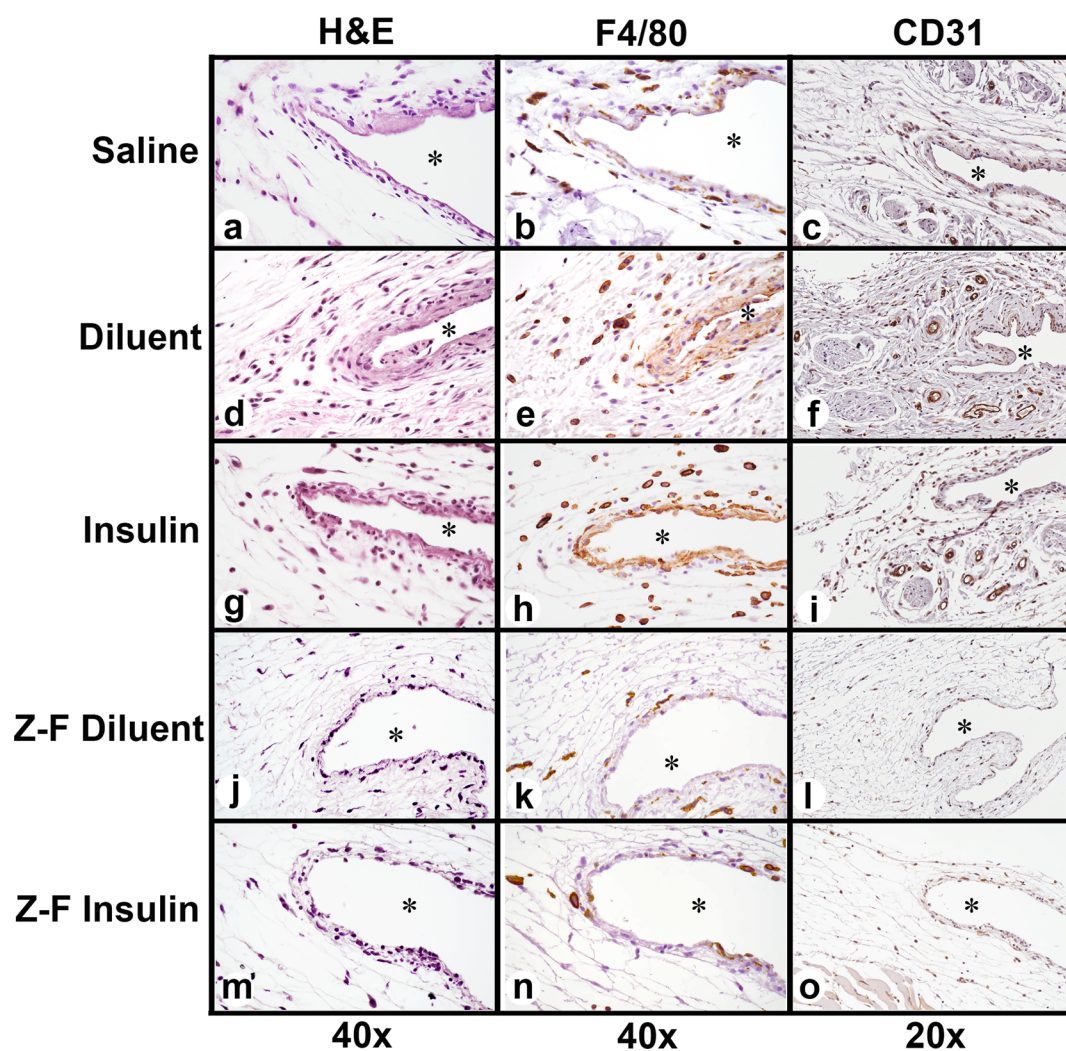 H&E F4/80 CD31
Saline
* * *
a b c
Diluent
* * *
d e f
Insulin
* * *
g h i
Z-F Diluent
* * *
j k l
Z-F Insulin
* * *
m n o
40x 40x 20x